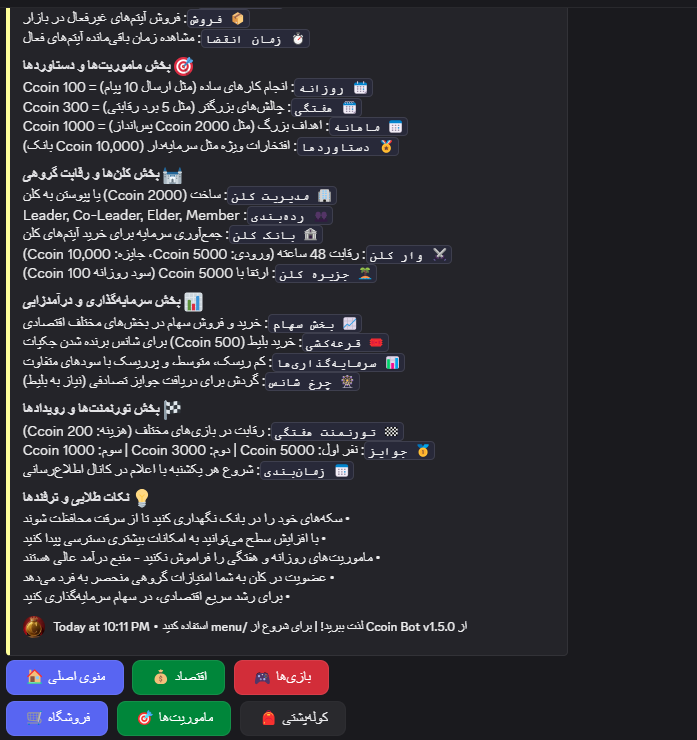 📦 فروش: فروش آیتم‌های غیرفعال در بازار
⏱️ زمان انقضا: مشاهده زمان باقی‌مانده آیتم‌های فعال
🎯 بخش ماموریت‌ها و دستاوردها
📅 روزانه: انجام کارهای ساده (مثل ارسال 10 پیام) = 100 Ccoin
📅 هفتگی: چالش‌های بزرگتر (مثل 5 برد رقابتی) = 300 Ccoin
📅 ماهانه: اهداف بزرگ (مثل 2000 Ccoin پس‌انداز) = 1000 Ccoin
🏅 دستاوردها: افتخارات ویژه مثل سرمایه‌دار (10,000 Ccoin بانک)
🏰 بخش کلن‌ها و رقابت گروهی
🏢 مدیریت کلن: ساخت (2000 Ccoin) یا پیوستن به کلن
👥 رده‌بندی: Leader, Co-Leader, Elder, Member
🏦 بانک کلن: جمع‌آوری سرمایه برای خرید آیتم‌های کلن
⚔️ وار کلن: رقابت 48 ساعته (ورودی: 5000 Ccoin، جایزه: 10,000 Ccoin)
🏝️ جزیره کلن: ارتقا با 5000 Ccoin (سود روزانه 100 Ccoin)
📊 بخش سرمایه‌گذاری و درآمدزایی
📈 بخش سهام: خرید و فروش سهام در بخش‌های مختلف اقتصادی
🎟️ قرعه‌کشی: خرید بلیط (500 Ccoin) برای شانس برنده شدن جکپات
📊 سرمایه‌گذاری‌ها: کم ریسک، متوسط، و پرریسک با سودهای متفاوت
🎡 چرخ شانس: گردش برای دریافت جوایز تصادفی (نیاز به بلیط)
🏁 بخش تورنمنت‌ها و رویدادها
🏁 تورنمنت هفتگی: رقابت در بازی‌های مختلف (هزینه: 200 Ccoin)
🥇 جوایز: نفر اول: 5000 Ccoin | دوم: 3000 Ccoin | سوم: 1000 Ccoin
📅 زمان‌بندی: شروع هر یکشنبه با اعلام در کانال اطلاع‌رسانی
💡 نکات طلایی و ترفندها
• سکه‌های خود را در بانک نگهداری کنید تا از سرقت محافظت شوند
• با افزایش سطح می‌توانید به امکانات بیشتری دسترسی پیدا کنید
• ماموریت‌های روزانه و هفتگی را فراموش نکنید - منبع درآمد عالی هستند
• عضویت در کلن به شما امتیازات گروهی منحصر به فرد می‌دهد
• برای رشد سریع اقتصادی، در سهام سرمایه‌گذاری کنید
از Ccoin Bot v1.5.0 لذت ببرید! | برای شروع از /menu استفاده کنید • Today at 10:11 PM
🏠 منوی اصلی
💰 اقتصاد
🎮 بازی‌ها
🛒 فروشگاه
🎯 ماموریت‌ها
🎒 کوله‌پشتی